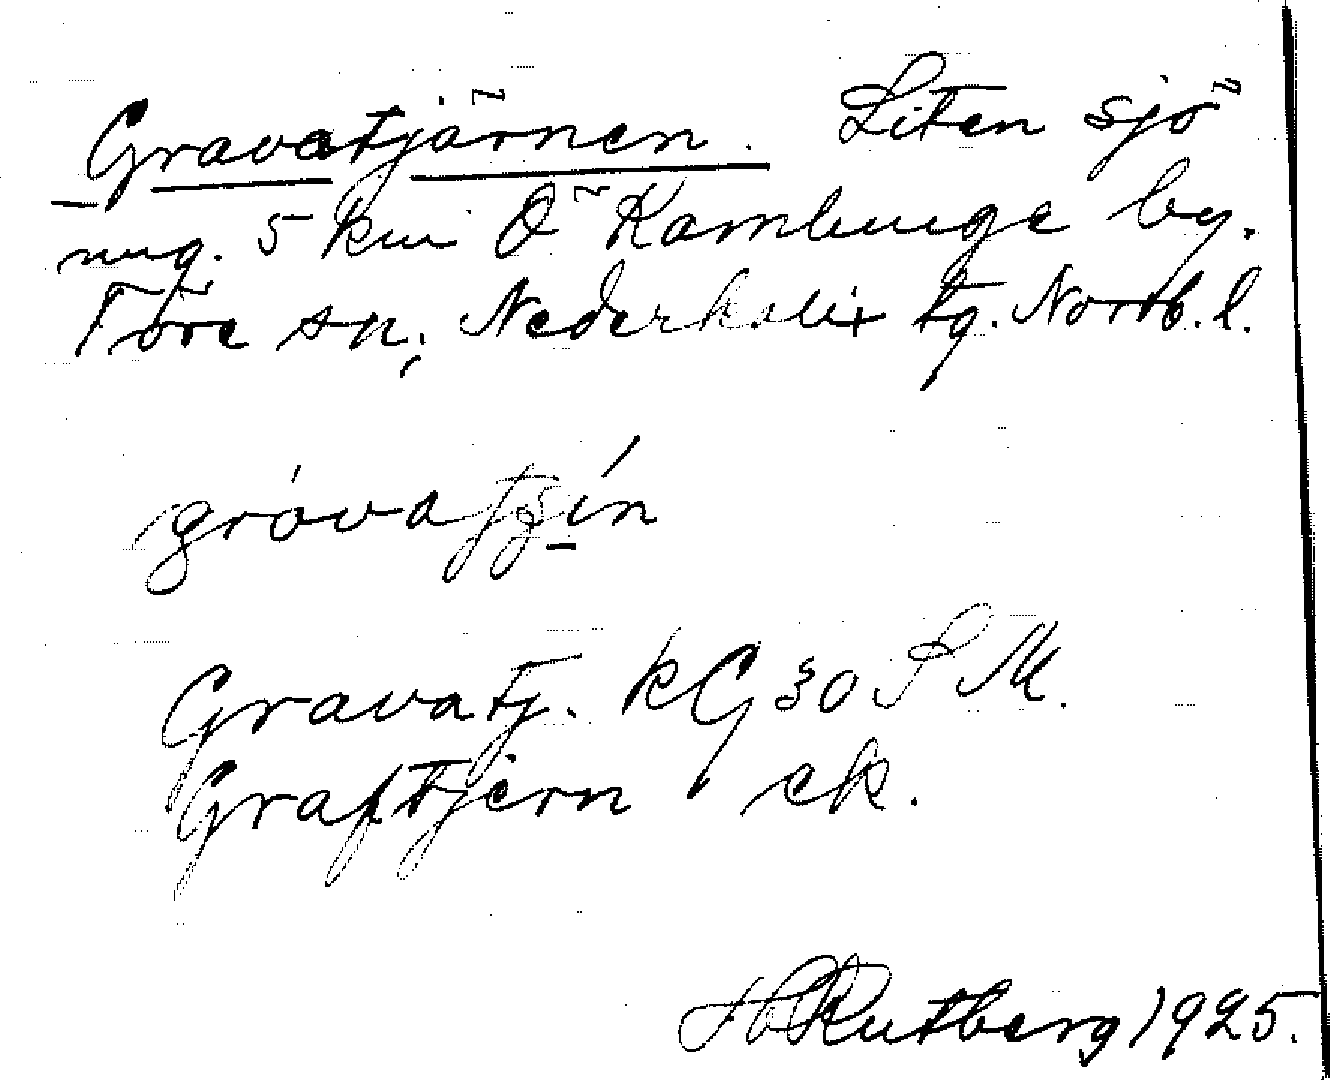 Gravatjärnen. Liten sjö
ung. 5 km Ö Kamlunge by.
Töre sn, Nederkalix tg. Norrb. l.
gròvatjı́n
Gravatj. kG 30 S M.
Graftjern ek.
H Rutberg 1925.